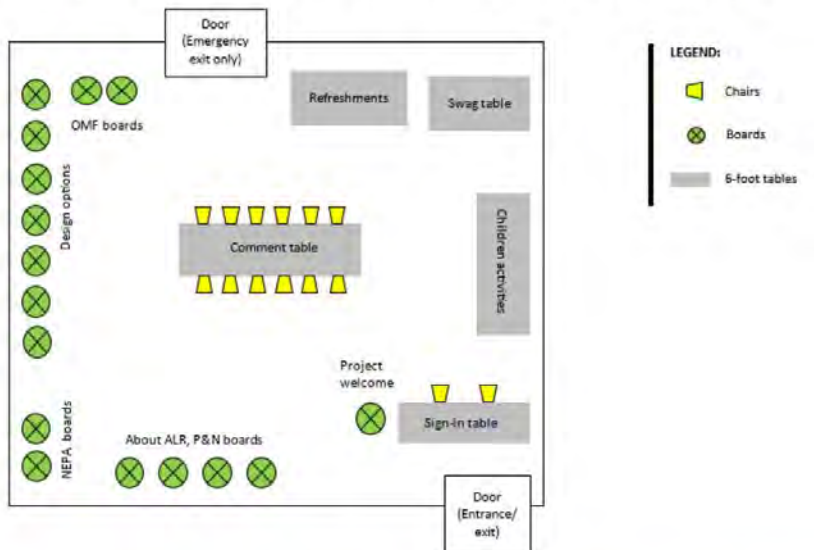 Door
(Emergency
exit only)
LEGEND:
Chairs
Boards
6-foot tables
Refreshments
Swag table
OMF boards
Design options
Comment table
Children activities
Project
welcome
Sign-In table
NEPA boards
About ALR, P&N boards
Door
(Entrance/
exit)